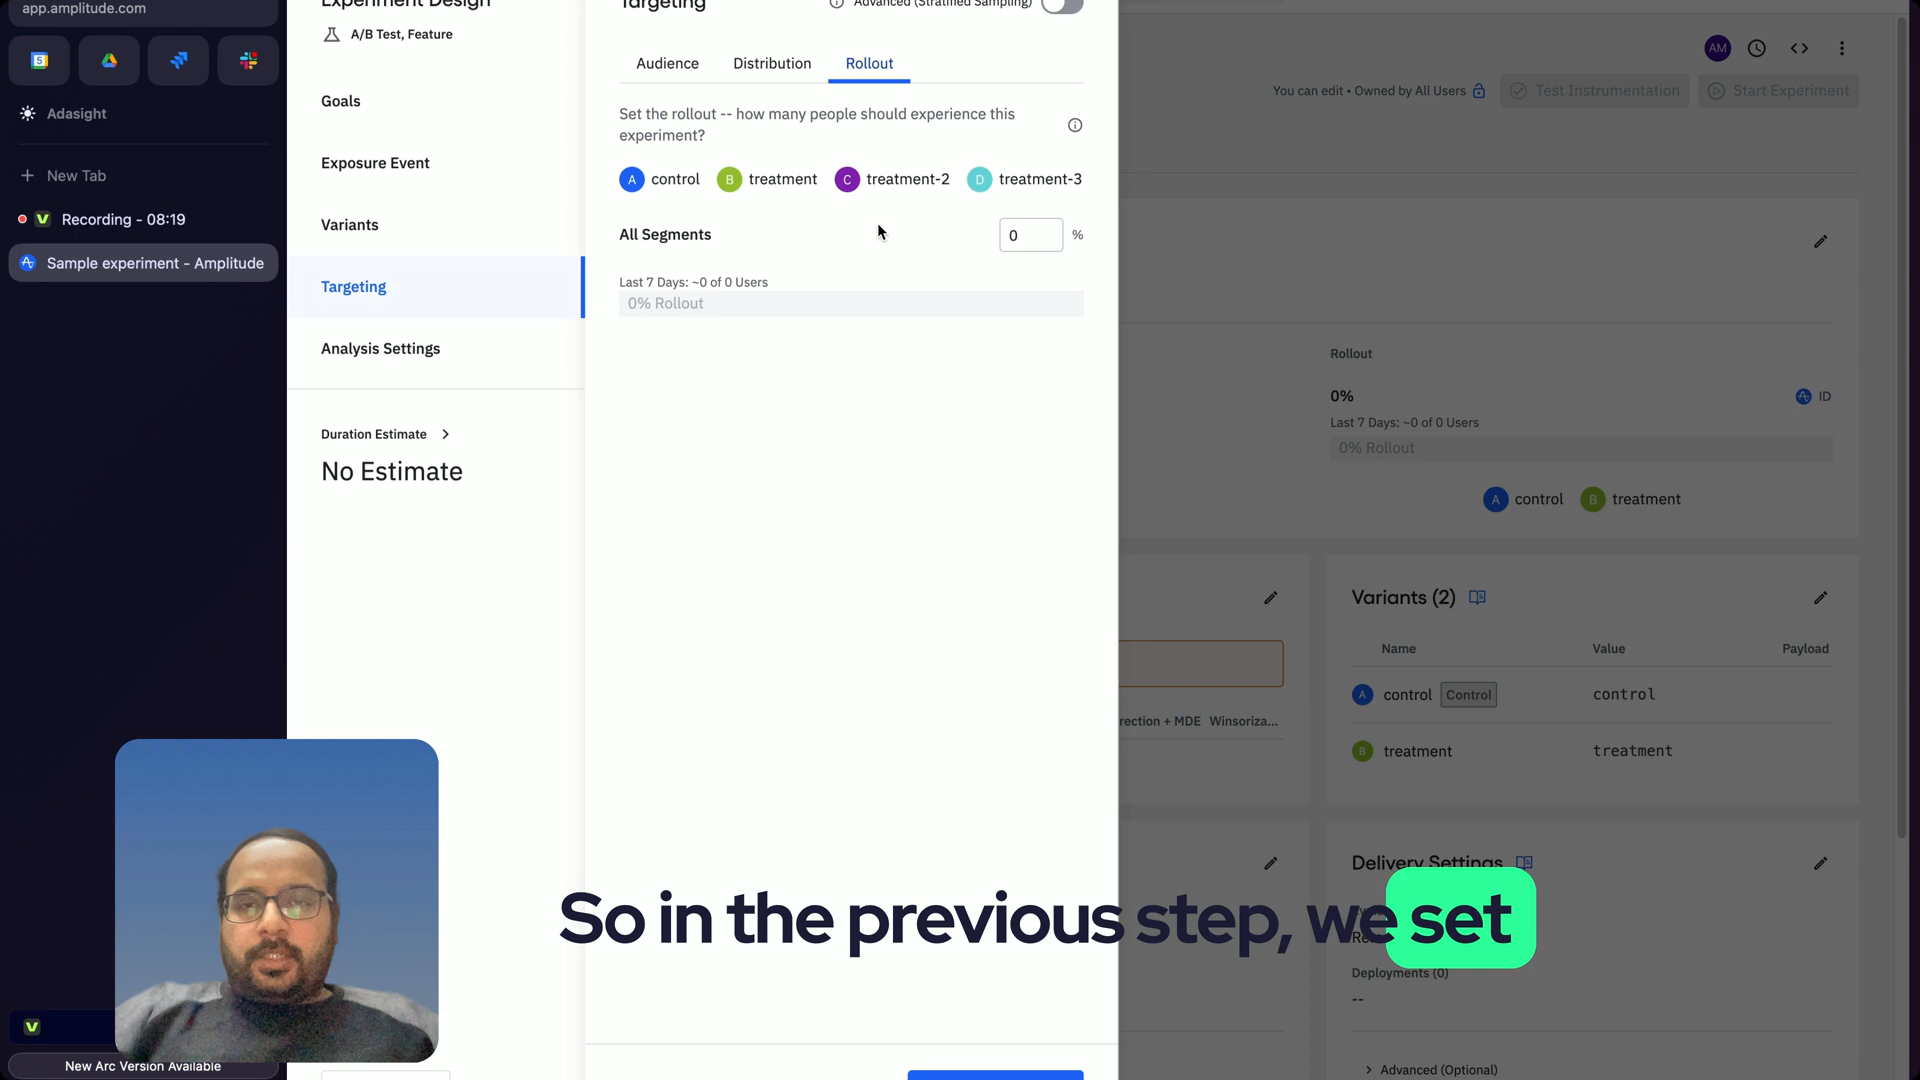 app.amplitude.com
5
Adasight
New Tab
Recording - 08:19
Sample experiment - Amplitude
New Arc Version Available
Experiment Design
A/B Test, Feature
Goals
Exposure Event
Variants
Targeting
Analysis Settings
Duration Estimate
No Estimate
Targeting
Advanced (Stratified Sampling)
Audience
Distribution
Rollout
Set the rollout -- how many people should experience this
experiment?
A control B treatment C treatment-2 D treatment-3
All Segments
0 %
Last 7 Days: ~0 of 0 Users
0% Rollout
AM
You can edit • Owned by All Users
Test Instrumentation
Start Experiment
Rollout
0%
ID
Last 7 Days: ~0 of 0 Users
0% Rollout
A control B treatment
rection + MDE Winsoriza...
Variants (2)
Name Value Payload
A control Control control
B treatment treatment
Delivery Settings
So in the previous step, we set
Deployments (0)
--
Advanced (Optional)